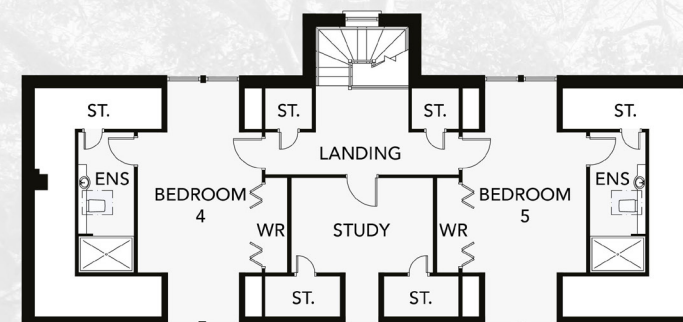 ST.
ST.
ST.
ST.
LANDING
ENS
BEDROOM
4
WR
STUDY
WR
BEDROOM
5
ENS
ST.
ST.